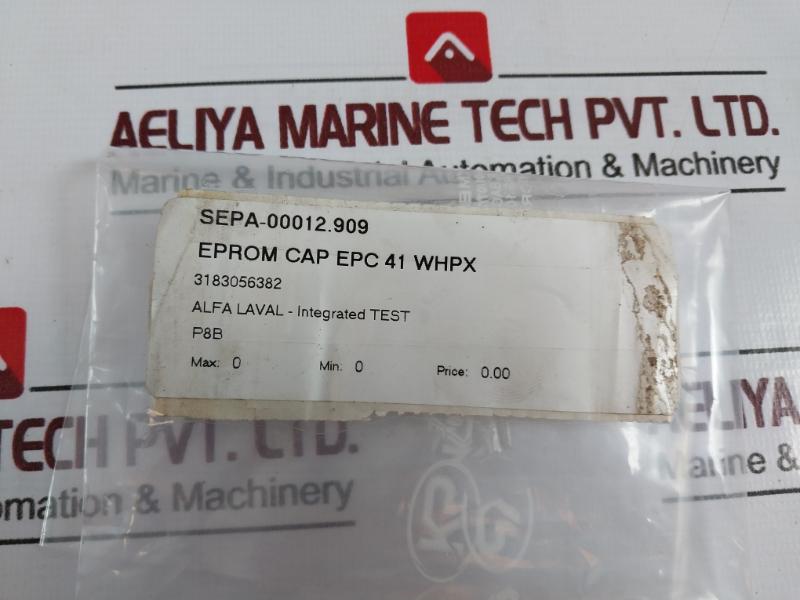 AELIYA MARINE TECH PVT. LTD.
Marine & Industrial Automation & Machinery
SEPA-00012.909
EPROM CAP EPC 41 WHPX
3183056382
ALFA LAVAL - Integrated TEST
P8B
Max: 0 Min: 0 Price: 0.00
TECH PVT. LTD.
AELIYA
omation & Machinery
Marine &